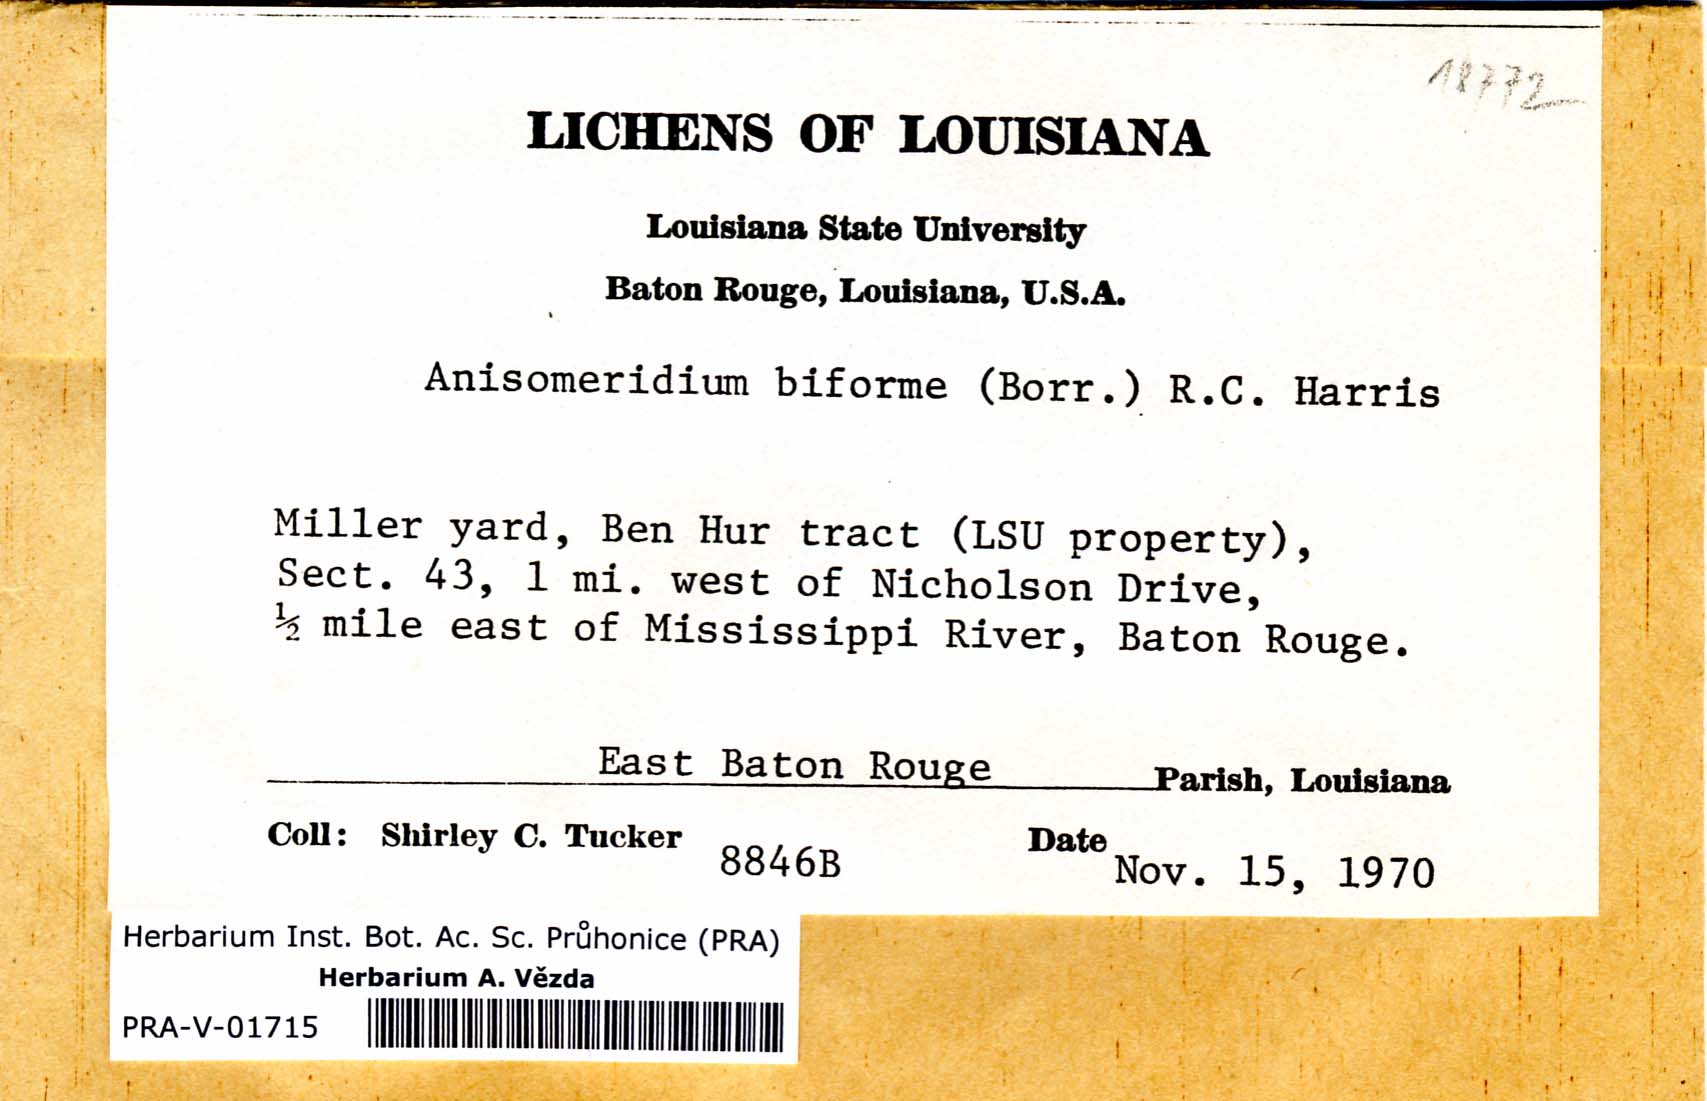 18772
LICHENS OF LOUISIANA
Louisiana State University
Baton Rouge, Louisiana, U.S.A.
Anisomeridium biforme (Borr.) R.C. Harris
Miller yard, Ben Hur tract (LSU property),
Sect. 43, 1 mi. west of Nicholson Drive,
½ mile east of Mississippi River, Baton Rouge.
East Baton Rouge Parish, Louisiana
Coll: Shirley C. Tucker 8846B Date Nov. 15, 1970
Herbarium Inst. Bot. Ac. Sc. Průhonice (PRA)
Herbarium A. Vězda
PRA-V-01715